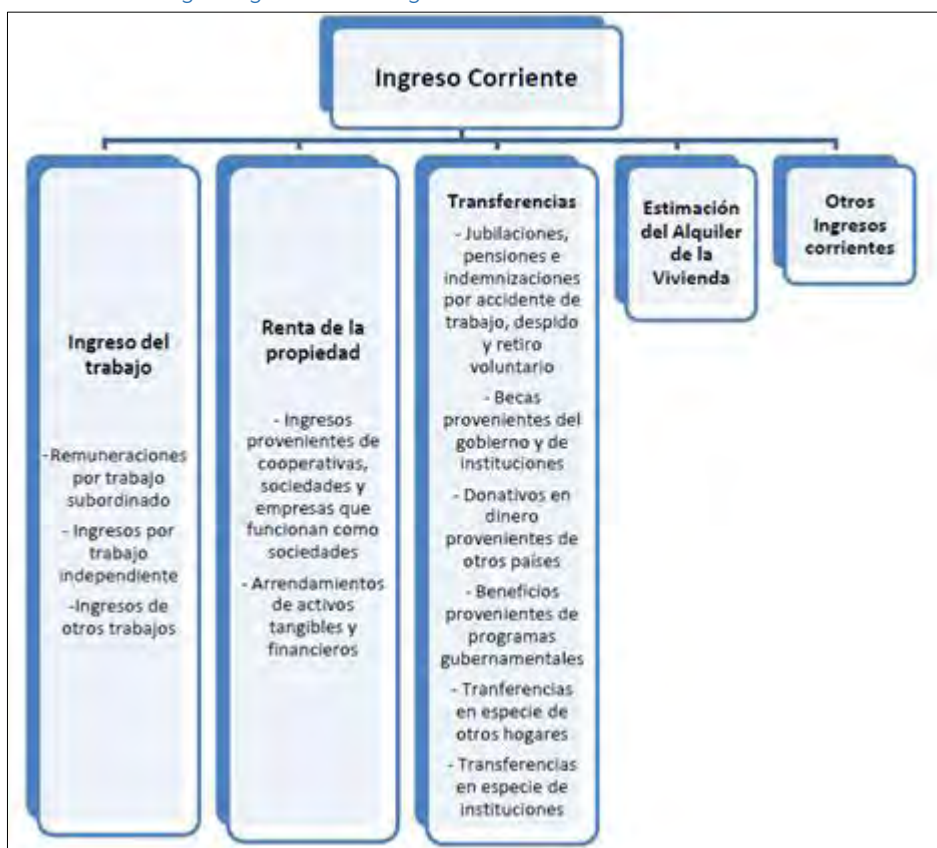 Ingreso Corriente
Ingreso del
trabajo
-Remuneraciones
por trabajo
subordinado
- Ingresos por
trabajo
independiente
-Ingresos de
otros trabajos
Renta de la
propiedad
- Ingresos
provenientes de
cooperativas,
sociedades y
empresas que
funcionan como
sociedades
- Arrendamientos
de activos
tangibles y
financieros
Transferencias
- Jubilaciones,
pensiones e
indemnizaciones
por accidente de
trabajo, despido
y retiro
voluntario
- Becas
provenientes del
gobierno y de
instituciones
- Donativos en
dinero
provenientes de
otros países
- Beneficios
provenientes de
programas
gubernamentales
- Tranferencias
en especie de
otros hogares
- Transferencias
en especie de
instituciones
Estimación
del Alquiler
de la
Vivienda
Otros
Ingresos
corrientes